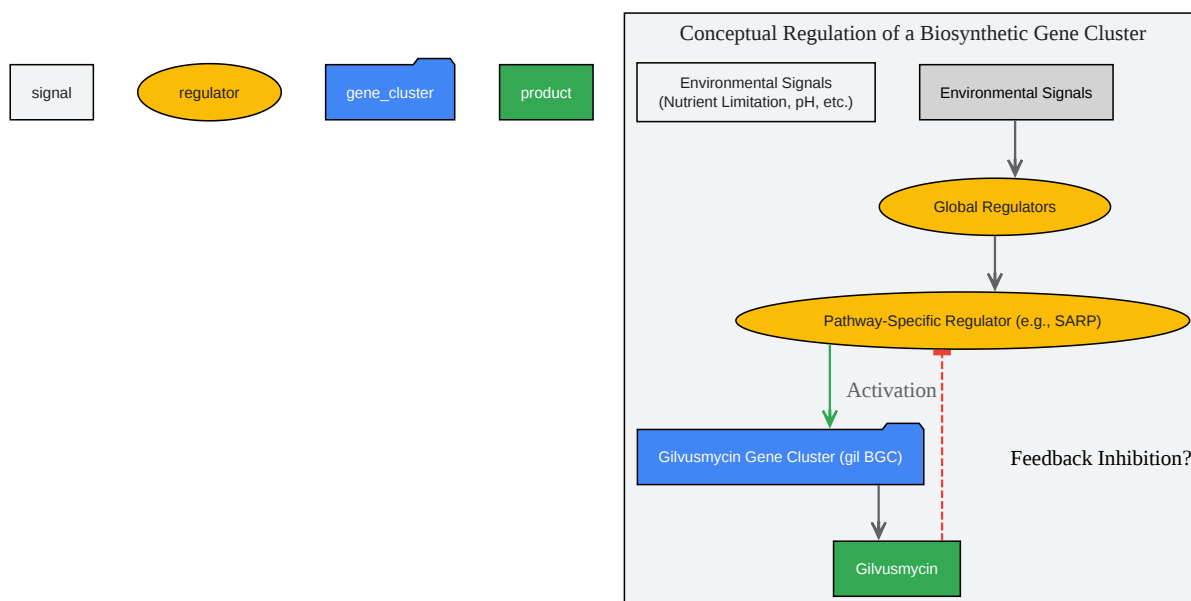 Conceptual Regulation of a Biosynthetic Gene Cluster
signal
regulator
gene_cluster
product
Environmental Signals
(Nutrient Limitation, pH, etc.)
Environmental Signals
Global Regulators
Pathway-Specific Regulator (e.g., SARP)
Activation
Gilvusmycin Gene Cluster (gil BGC)
Feedback Inhibition?
Gilvusmycin